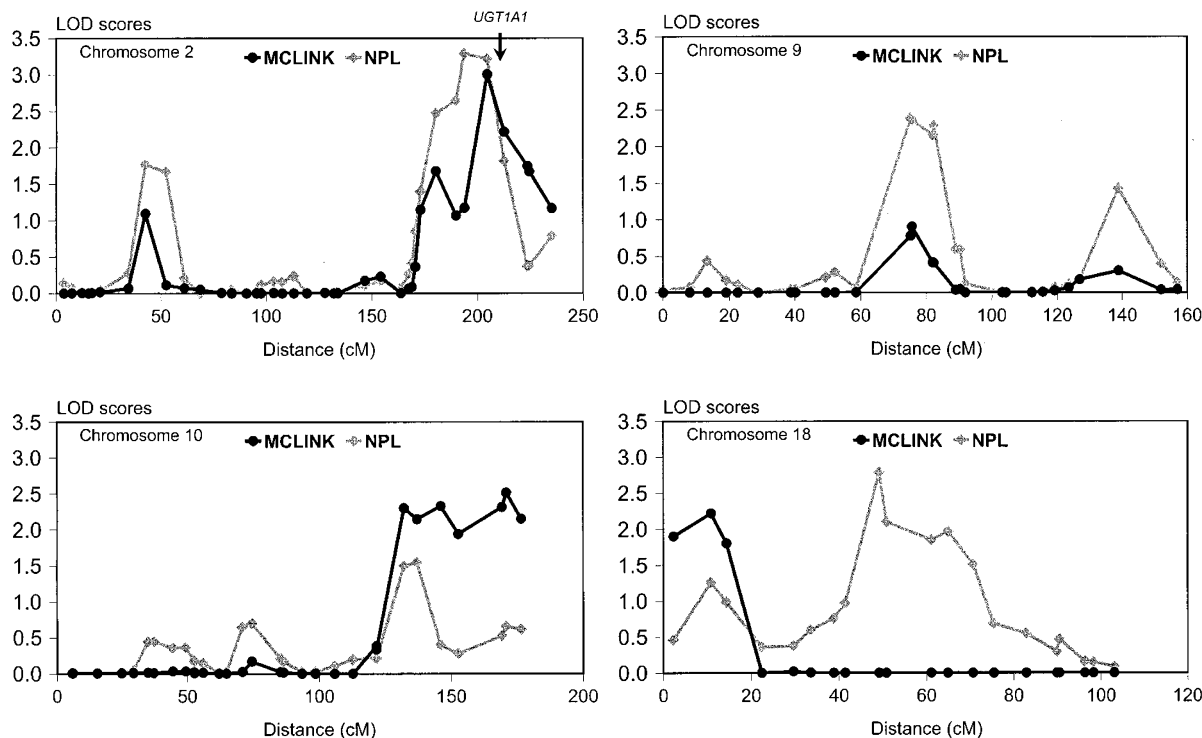 LOD scores
UGT1A1
3.5
Chromosome 2
MCLINK NPL
3.0
2.5
2.0
1.5
1.0
0.5
0.0
0 50 100 150 200 250
Distance (cM)
LOD scores
3.5
Chromosome 9
MCLINK NPL
3.0
2.5
2.0
1.5
1.0
0.5
0.0
0 20 40 60 80 100 120 140 160
Distance (cM)
LOD scores
3.5
Chromosome 10
MCLINK NPL
3.0
2.5
2.0
1.5
1.0
0.5
0.0
0 50 100 150 200
Distance (cM)
LOD scores
3.5
Chromosome 18
MCLINK NPL
3.0
2.5
2.0
1.5
1.0
0.5
0.0
0 20 40 60 80 100 120
Distance (cM)